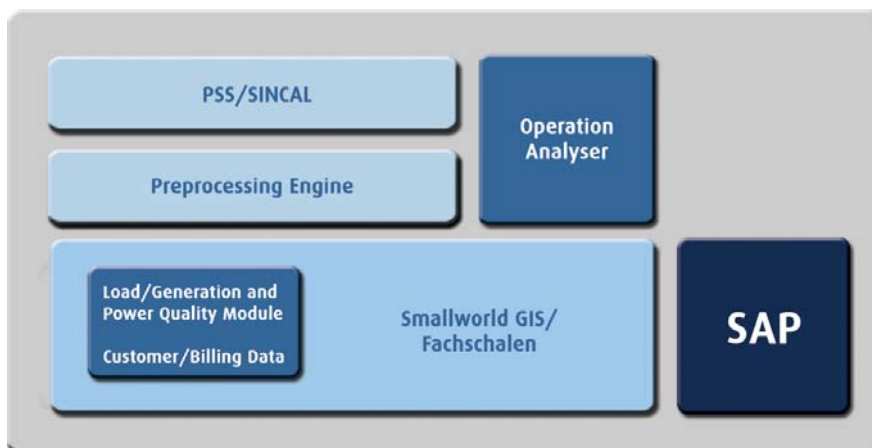 PSS/SINCAL
Operation
Analyser
Preprocessing Engine
Load/Generation and
Power Quality Module
Customer/Billing Data
Smallworld GIS/
Fachschalen
SAP